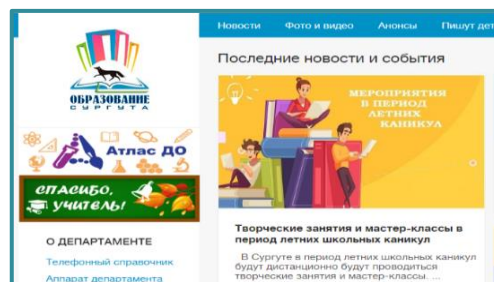 Новости Фото и видео Анонсы Пишут дет
ОБРАЗОВАНИЕ
СУРГУТА
Атлас ДО
СПАСИБО,
УЧИТЕЛЬ!
О ДЕПАРТАМЕНТЕ
Телефонный справочник
Аппарат департамента
Последние новости и события
МЕРОПРИЯТИЯ
В ПЕРИОД
ЛЕТНИХ
КАНИКУЛ
Творческие занятия и мастер-классы в
период летних школьных каникул
В Сургуте в период летних школьных каникул
будут дистанционно будут проводиться
творческие занятия и мастер-классы. ...